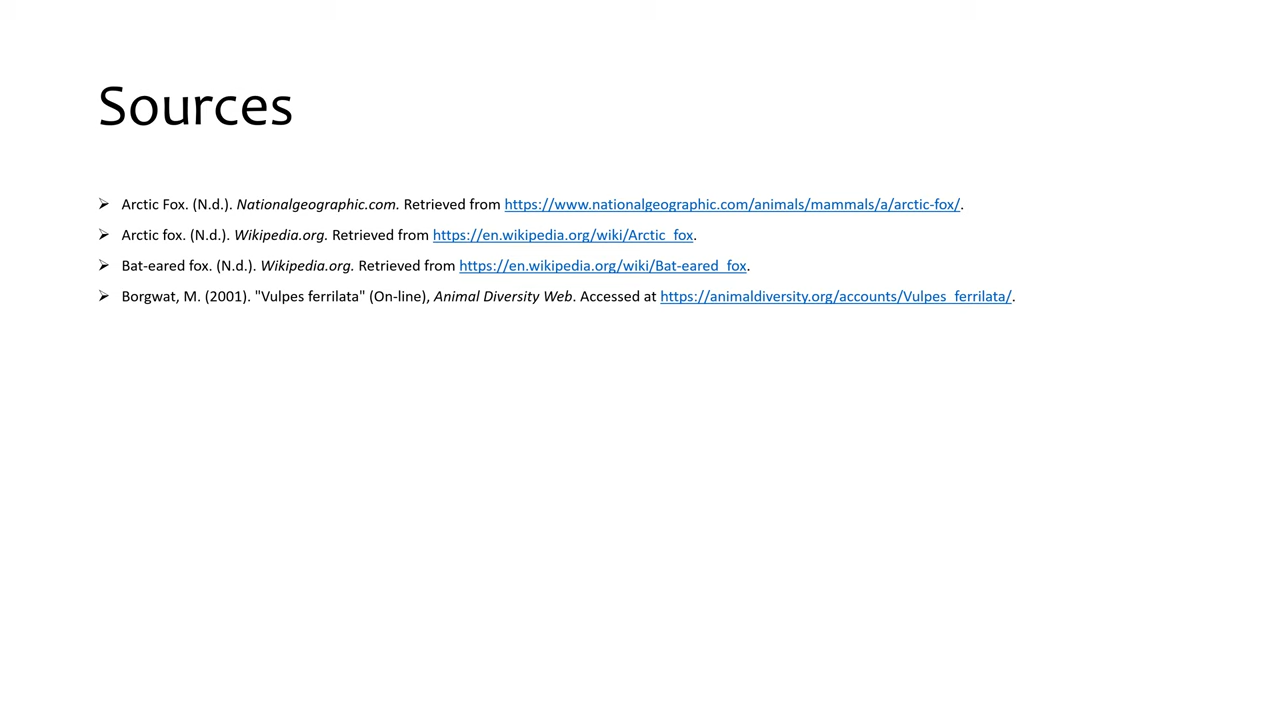 Sources
➢ Arctic Fox. (N.d.). Nationalgeographic.com. Retrieved from https://www.nationalgeographic.com/animals/mammals/a/arctic-fox/.
➢ Arctic fox. (N.d.). Wikipedia.org. Retrieved from https://en.wikipedia.org/wiki/Arctic_fox.
➢ Bat-eared fox. (N.d.). Wikipedia.org. Retrieved from https://en.wikipedia.org/wiki/Bat-eared_fox.
➢ Borgwat, M. (2001). "Vulpes ferrilata" (On-line), Animal Diversity Web. Accessed at https://animaldiversity.org/accounts/Vulpes_ferrilata/.